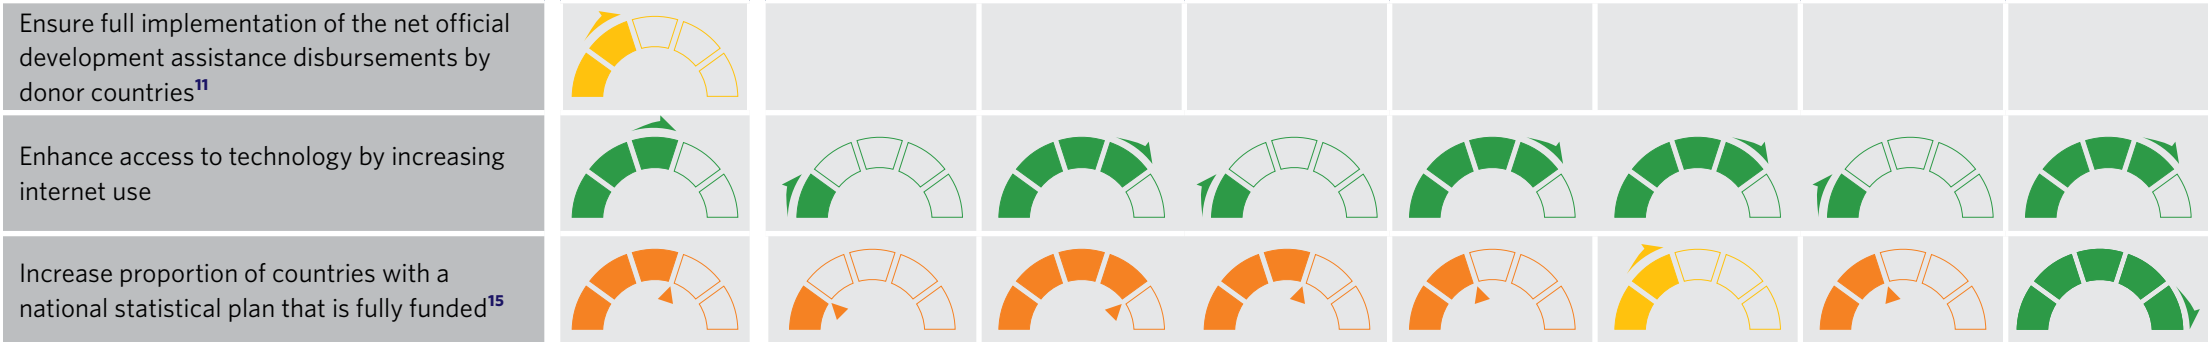 Ensure full implementation of the net official
development assistance disbursements by
donor countries11
Enhance access to technology by increasing
internet use
Increase proportion of countries with a
national statistical plan that is fully funded15